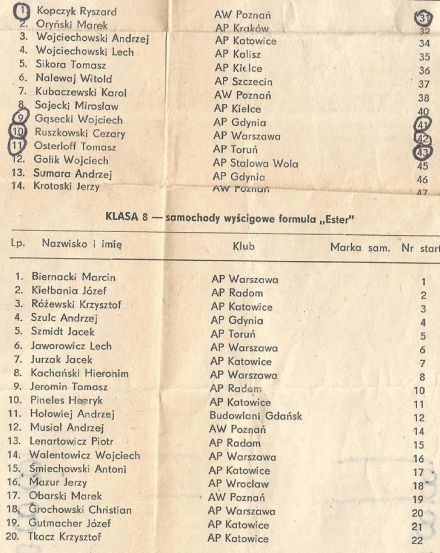 1. Kopczyk Ryszard AW Poznań 31
2. Oryński Marek AP Kraków 32
3. Wojciechowski Andrzej AP Katowice 34
4. Wojciechowski Lech AP Kalisz 35
5. Sikora Tomasz AP Kielce 36
6. Nalewaj Witold AP Szczecin 37
7. Kubaczewski Karol AW Poznań 38
8. Sajecki Mirosław AP Kielce 40
9. Gąsecki Wojciech AP Gdynia 41
10. Ruszkowski Cezary AP Warszawa 42
11. Osterloff Tomasz AP Toruń 43
12. Golik Wojciech AP Stalowa Wola 45
13. Sumara Andrzej AP Gdynia 46
14. Krotoski Jerzy AW Poznań 47
KLASA 8 — samochody wyścigowe formuła „Ester"
Lp. Nazwisko i imię Klub Marka sam. Nr start
1. Biernacki Marcin AP Warszawa 1
2. Kiełbania Józef AP Radom 2
3. Różewski Krzysztof AP Katowice 3
4. Szulc Andrzej AP Gdynia 4
5. Szmidt Jacek AP Toruń 5
6. Jaworowicz Lech AP Warszawa 6
7. Jurzak Jacek AP Katowice 7
8. Kachański Hieronim AP Warszawa 8
9. Jeromin Tomasz AP Radom 10
10. Pineles Henryk AP Katowice 11
11. Hołowiej Andrzej Budowlani Gdańsk 12
12. Musiał Andrzej AW Poznań 14
13. Lenartowicz Piotr AP Radom 15
14. Walentowicz Wojciech AP Warszawa 16
15. Śmiechowski Antoni AP Katowice 17
16. Mazur Jerzy AP Wrocław 18
17. Obarski Marek AW Poznań 19
18. Grochowski Christian AP Warszawa 20
19. Gutmacher Józef AP Katowice 21
20. Tkacz Krzysztof AP Katowice 22